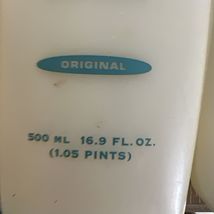 ORIGINAL
500 ML 16.9 FL. OZ.
(1.05 PINTS)